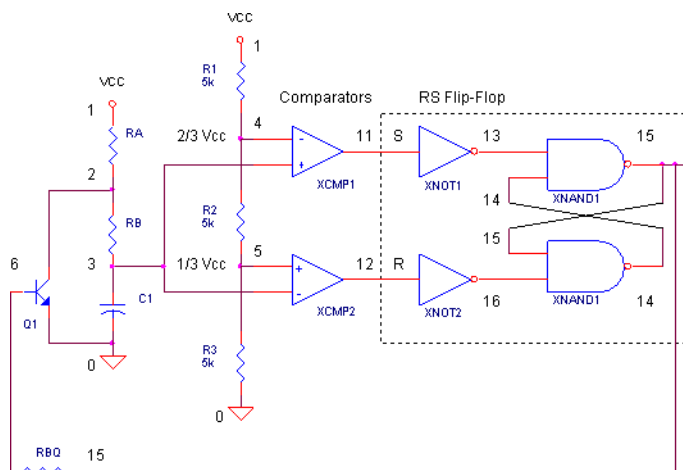 VCC
1
VCC
R1
5k
Comparators
RS Flip-Flop
1
RA
2/3 Vcc
4
-
+
XCMP1
11
S
13
XNOT1
15
XNAND1
2
RB
R2
5k
14
15
6
3
1/3 Vcc
5
+
-
XCMP2
12
R
XNOT2
16
XNAND1
14
Q1
C1
R3
5k
0
0
RBQ
15